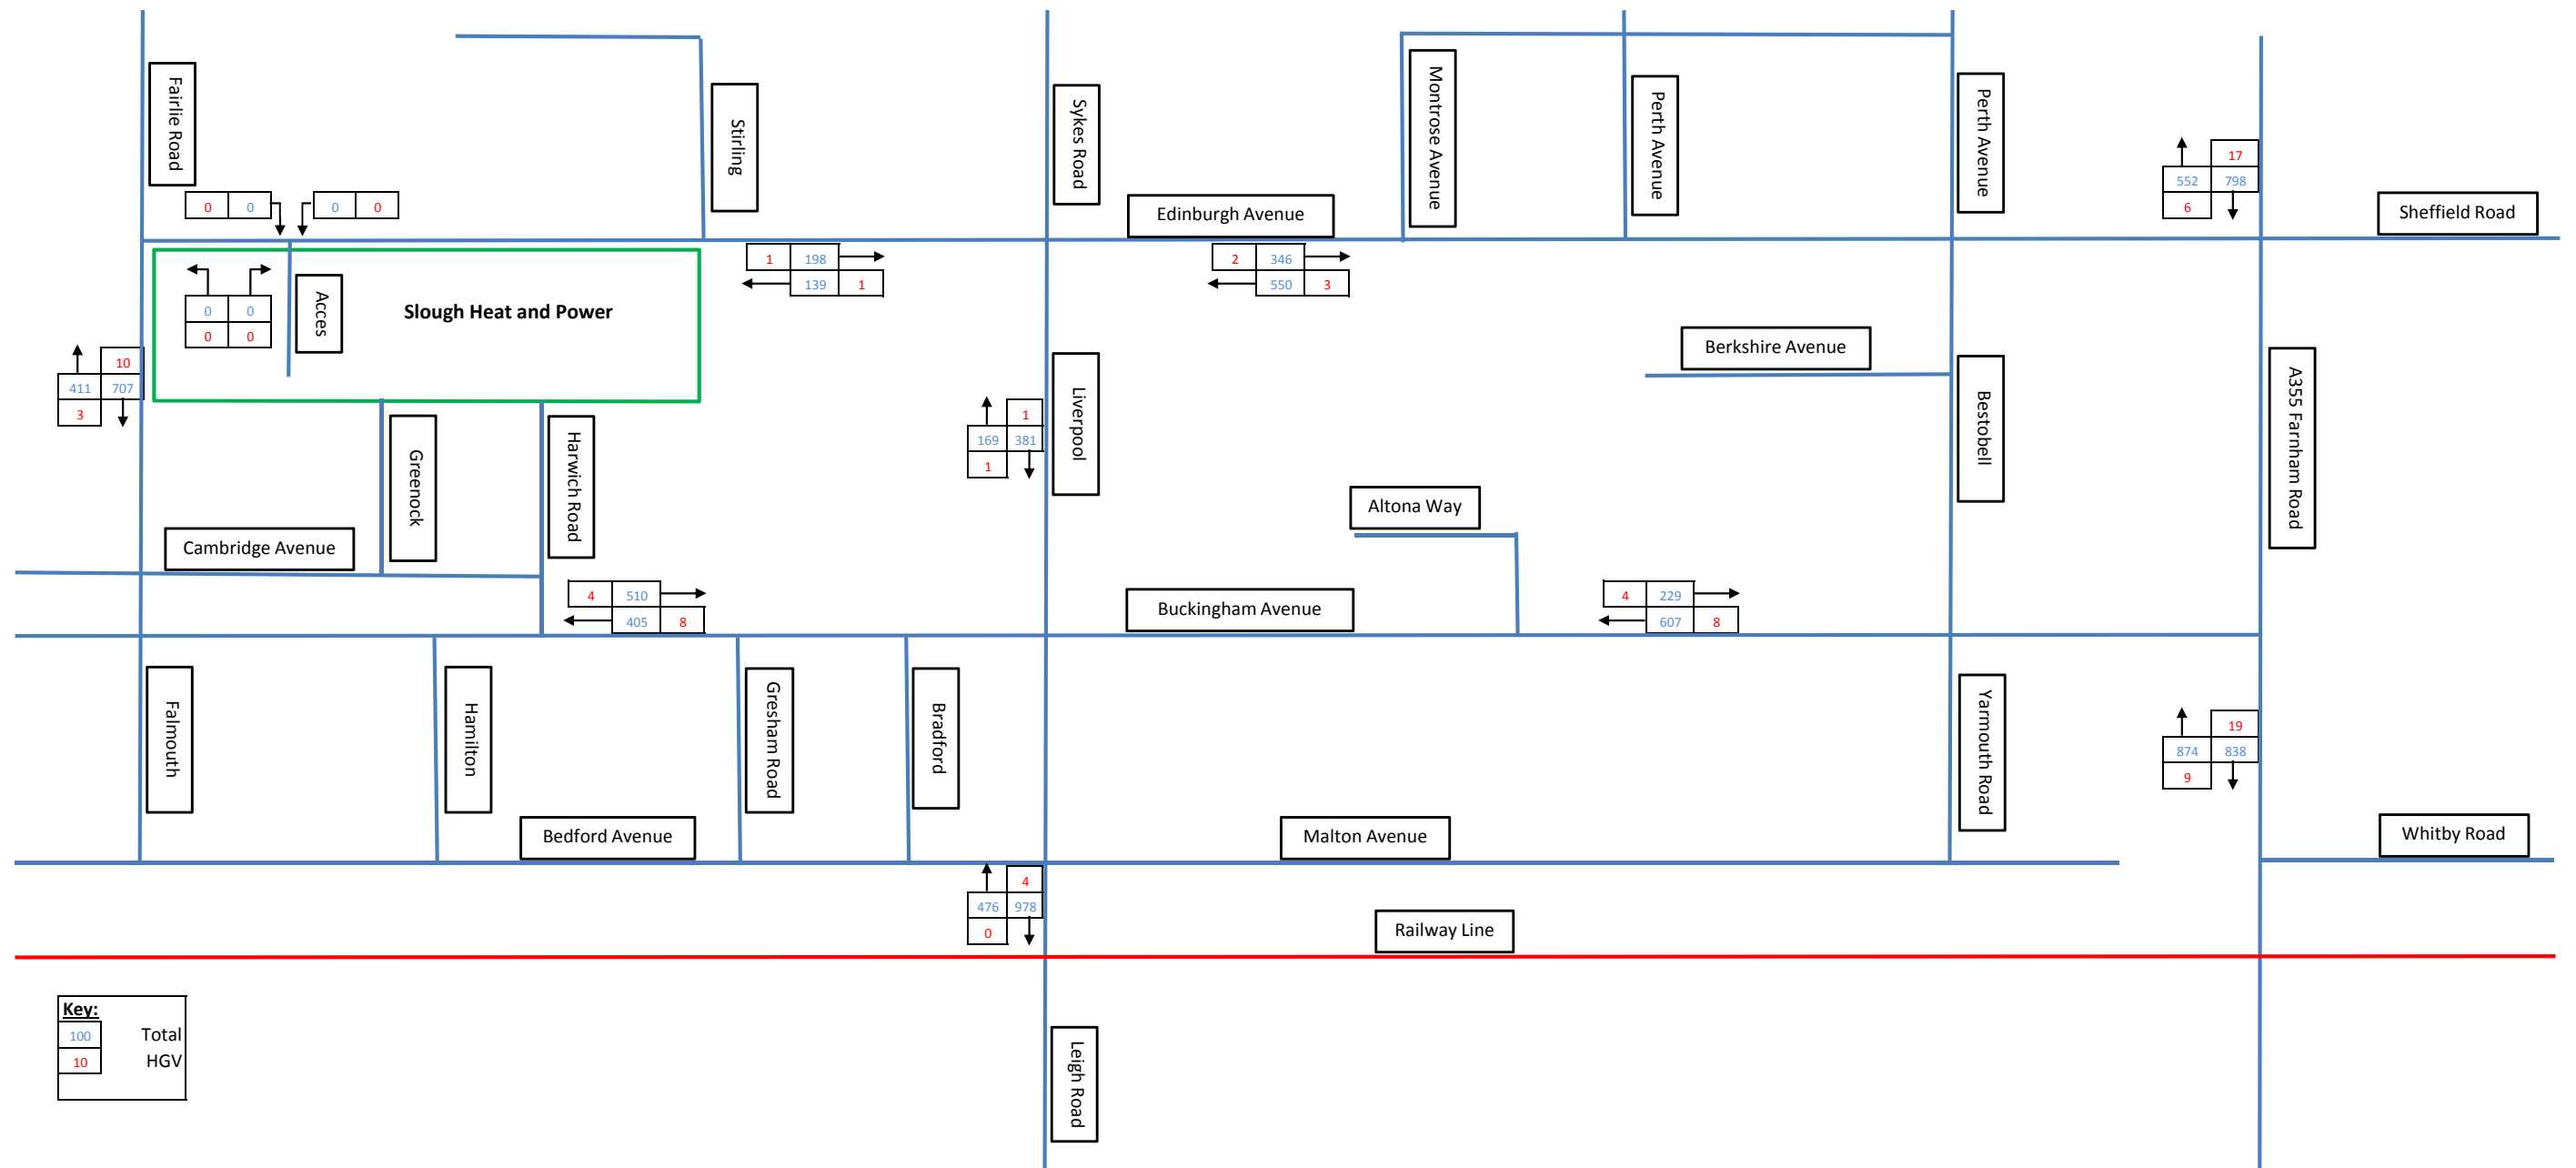 Fairlie Road
Stirling
Sykes Road
Montrose Avenue
Perth Avenue
Perth Avenue
17
552 798
6
Sheffield Road
0 0
0 0
Edinburgh Avenue
1 198
139 1
2 346
550 3
0 0
0 0
Acces
Slough Heat and Power
10
411 707
3
Berkshire Avenue
Liverpool
1
169 381
1
Bestobell
A355 Farnham Road
Greenock
Harwich Road
Altona Way
Cambridge Avenue
4 510
405 8
Buckingham Avenue
4 229
607 8
Falmouth
Hamilton
Gresham Road
Bradford
Yarmouth Road
19
874 838
9
Bedford Avenue
Malton Avenue
Whitby Road
4
476 978
0
Railway Line
Key:
100 Total
10 HGV
Leigh Road